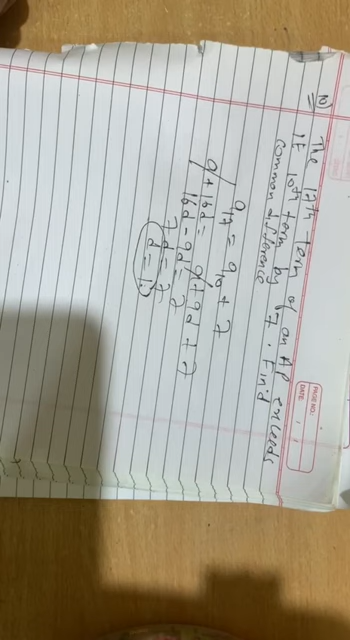 PAGE NO.:
DATE: / /
10) The 17th term of an AP exceeds
it 10th term by 7. Find
common difference
a17 = a10 + 7
a + 16d = a + 9d + 7
16d - 9d = 7
7d = 7
d = 1